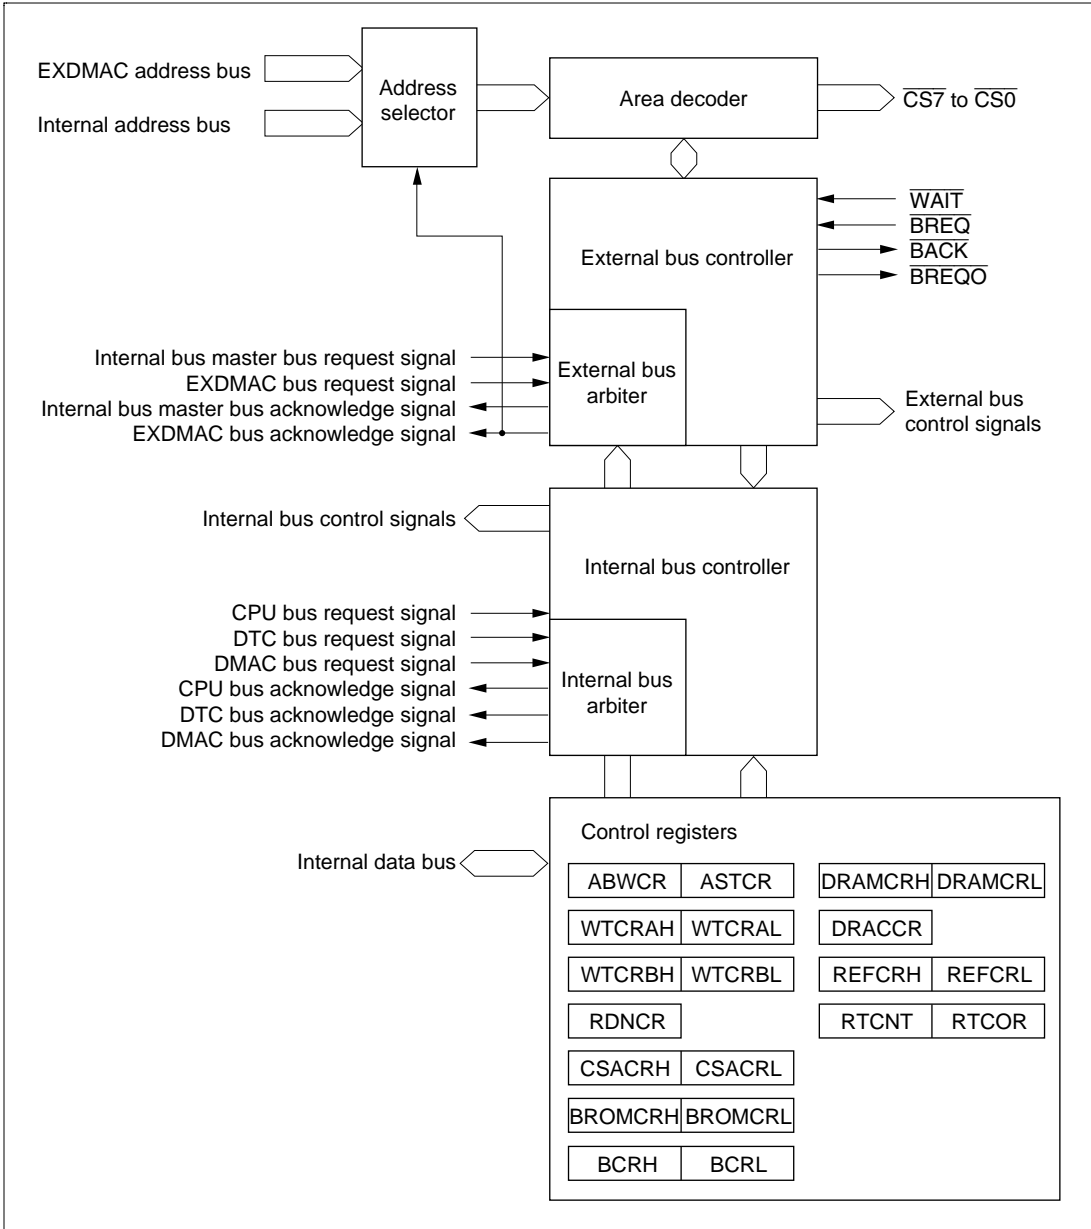 EXDMAC address bus
Internal address bus
Address
selector
Area decoder
CS7 to CS0
External bus controller
WAIT
BREQ
BACK
BREQO
Internal bus master bus request signal
EXDMAC bus request signal
Internal bus master bus acknowledge signal
EXDMAC bus acknowledge signal
External bus
arbiter
External bus
control signals
Internal bus control signals
Internal bus controller
CPU bus request signal
DTC bus request signal
DMAC bus request signal
CPU bus acknowledge signal
DTC bus acknowledge signal
DMAC bus acknowledge signal
Internal bus
arbiter
Internal data bus
Control registers
ABWCR ASTCR DRAMCRH DRAMCRL
WTCRAH WTCRAL DRACCR
WTCRBH WTCRBL REFCRH REFCRL
RDNCR RTCNT RTCOR
CSACRH CSACRL
BROMCRH BROMCRL
BCRH BCRL